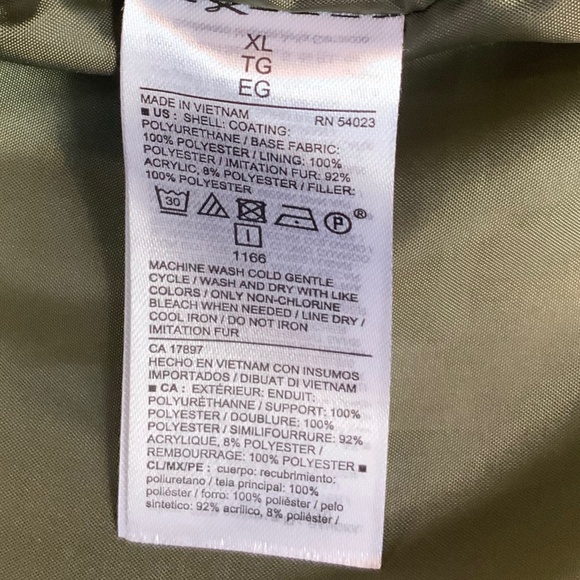 XL
TG
EG
MADE IN VIETNAM RN 54023
■ US : SHELL: COATING:
POLYURETHANE / BASE FABRIC:
100% POLYESTER / LINING: 100%
POLYESTER / IMITATION FUR: 92%
ACRYLIC, 8% POLYESTER / FILLER:
100% POLYESTER
30 P ®
1166
MACHINE WASH COLD GENTLE
CYCLE / WASH AND DRY WITH LIKE
COLORS / ONLY NON-CHLORINE
BLEACH WHEN NEEDED / LINE DRY /
COOL IRON / DO NOT IRON
IMITATION FUR
CA 17897
HECHO EN VIETNAM CON INSUMOS
IMPORTADOS / DIBUAT DI VIETNAM
■ CA : EXTÉRIEUR: ENDUIT:
POLYURÉTHANNE / SUPPORT: 100%
POLYESTER / DOUBLURE: 100%
POLYESTER / SIMILIFOURRURE: 92%
ACRYLIQUE, 8% POLYESTER /
REMBOURRAGE: 100% POLYESTER ■
CL/MX/PE : cuerpo: recubrimiento:
poliuretano / tela principal: 100%
poliéster / forro: 100% poliéster / pelo
sintetico: 92% acrílico, 8% poliéster /